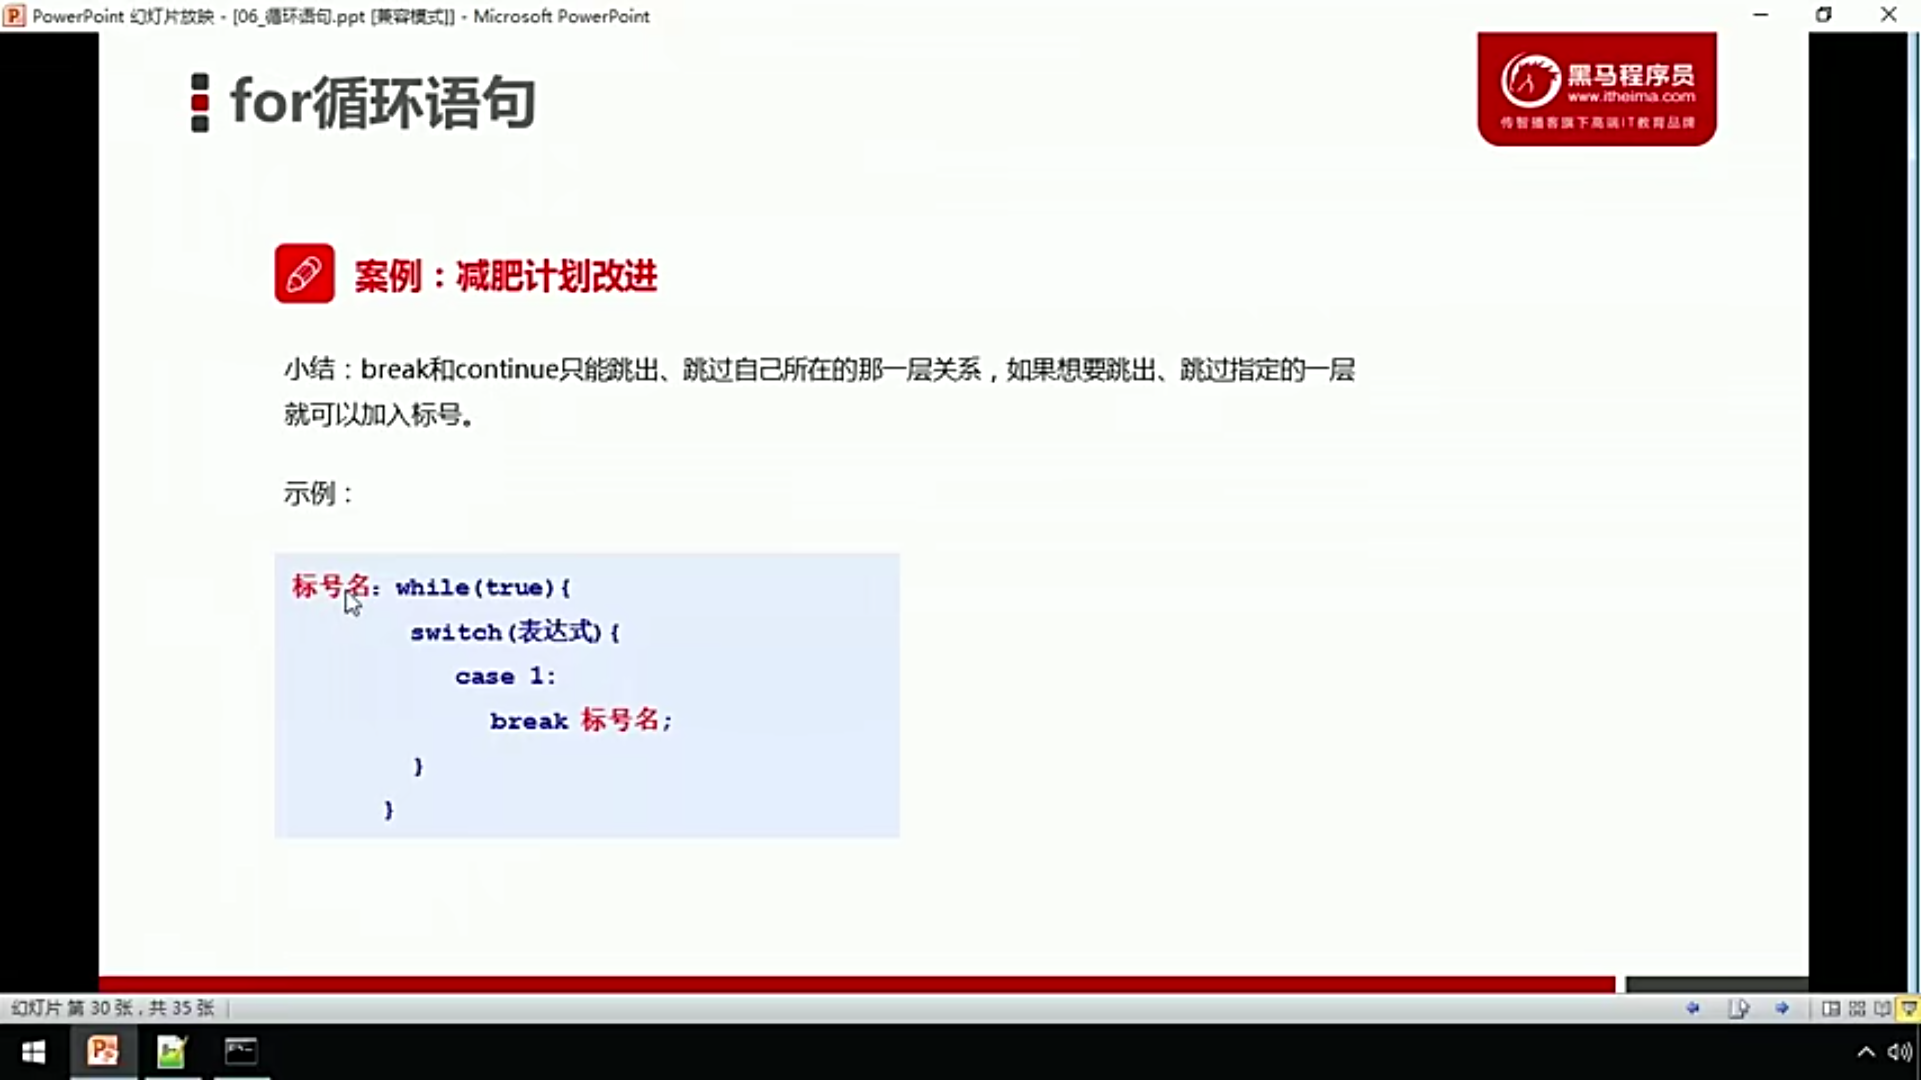 PowerPoint 幻灯片放映 - [06_循环语句.ppt [兼容模式]] - Microsoft PowerPoint
for循环语句
黑马程序员
www.itheima.com
传智播客旗下高端IT教育品牌
案例：减肥计划改进
小结：break和continue只能跳出、跳过自己所在的那一层关系，如果想要跳出、跳过指定的一层
就可以加入标号。
示例：
标号名: while(true){
switch(表达式){
case 1:
break 标号名;
}
}
幻灯片 第 30 张，共 35 张